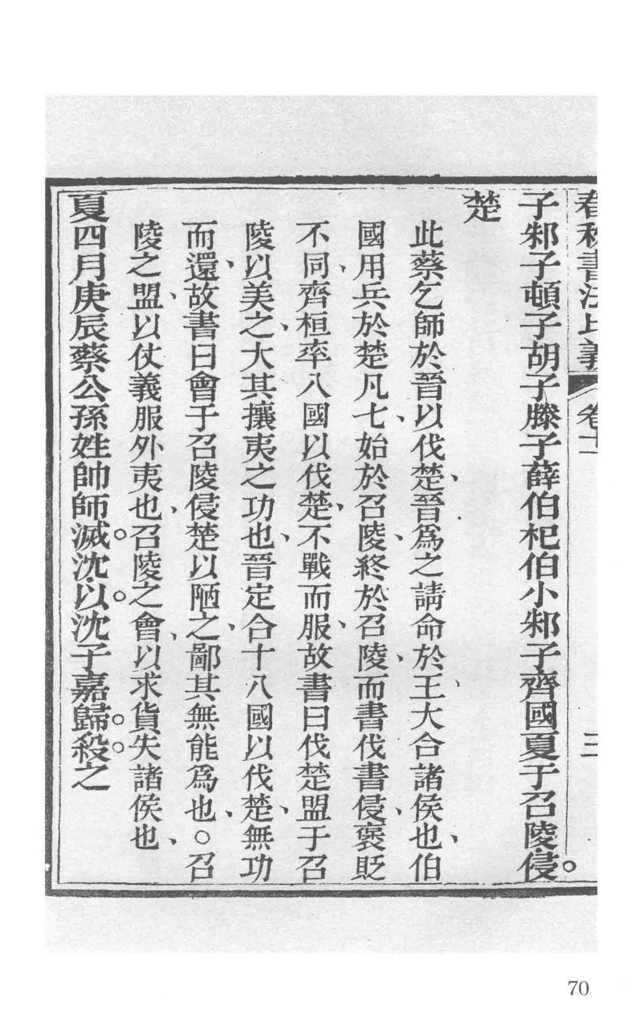 春秋書法比義 卷十一 三
子邾子頓子胡子滕子薛伯杞伯小邾子齊國夏于召陵侵。
楚
此蔡乞師於晉以伐楚、晉爲之請命於王、大合諸侯也、伯
國用兵於楚凡七、始於召陵、終於召陵、而書伐書侵、褒貶
不同、齊桓率八國以伐楚、不戰而服、故書曰伐楚盟于召
陵以美之、大其攘夷之功也、晉定合十八國以伐楚、無功
而還、故書曰會于召陵侵楚以陋之、鄙其無能爲也。召
陵之盟、以仗義服外夷也、召陵之會、以求貨失諸侯也、
夏四月庚辰蔡公孫姓帥師滅。沈以。沈子嘉歸。殺。之